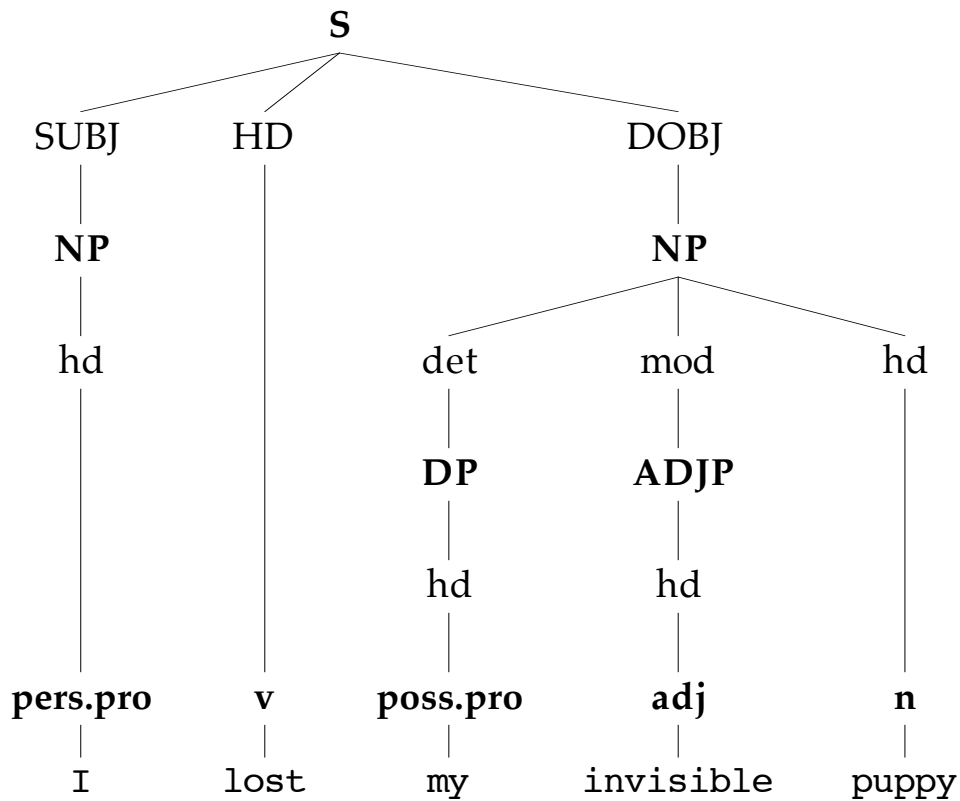 S
SUBJ HD DOBJ
NP NP
hd det mod hd
DP ADJP
hd hd
pers.pro v poss.pro adj n
I lost my invisible puppy